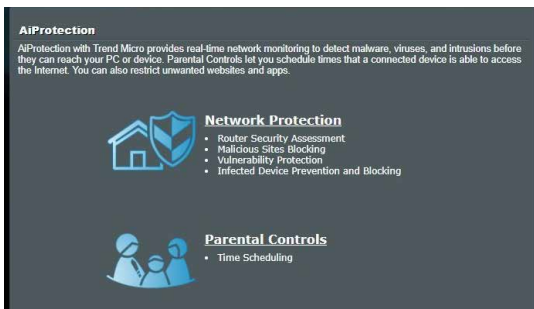 AiProtection
AiProtection with Trend Micro provides real-time network monitoring to detect malware, viruses, and intrusions before
they can reach your PC or device. Parental Controls let you schedule times that a connected device is able to access
the Internet. You can also restrict unwanted websites and apps.
Network Protection
• Router Security Assessment
• Malicious Sites Blocking
• Vulnerability Protection
• Infected Device Prevention and Blocking
Parental Controls
• Time Scheduling